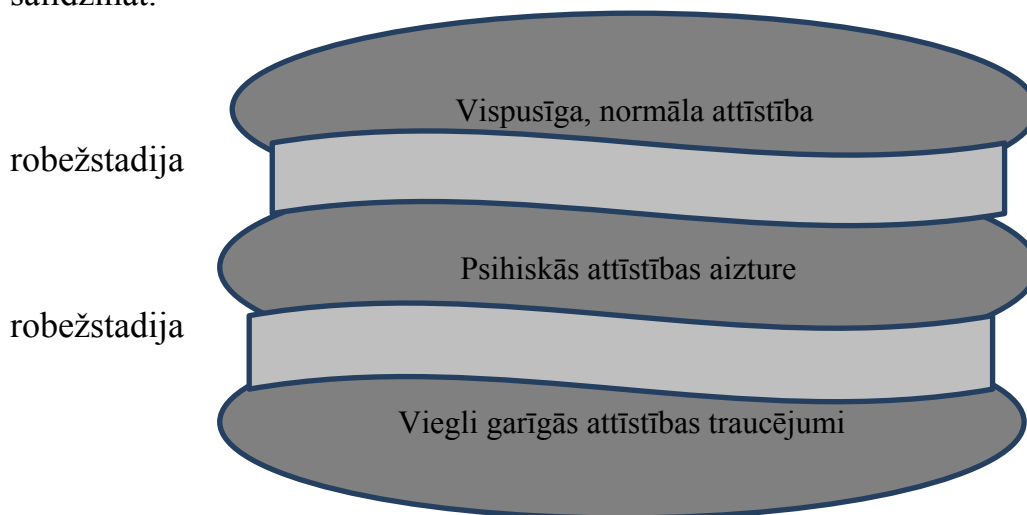 Vispusīga, normāla attīstība
robežstadija
Psihiskās attīstības aizture
robežstadija
Viegli garīgās attīstības traucējumi